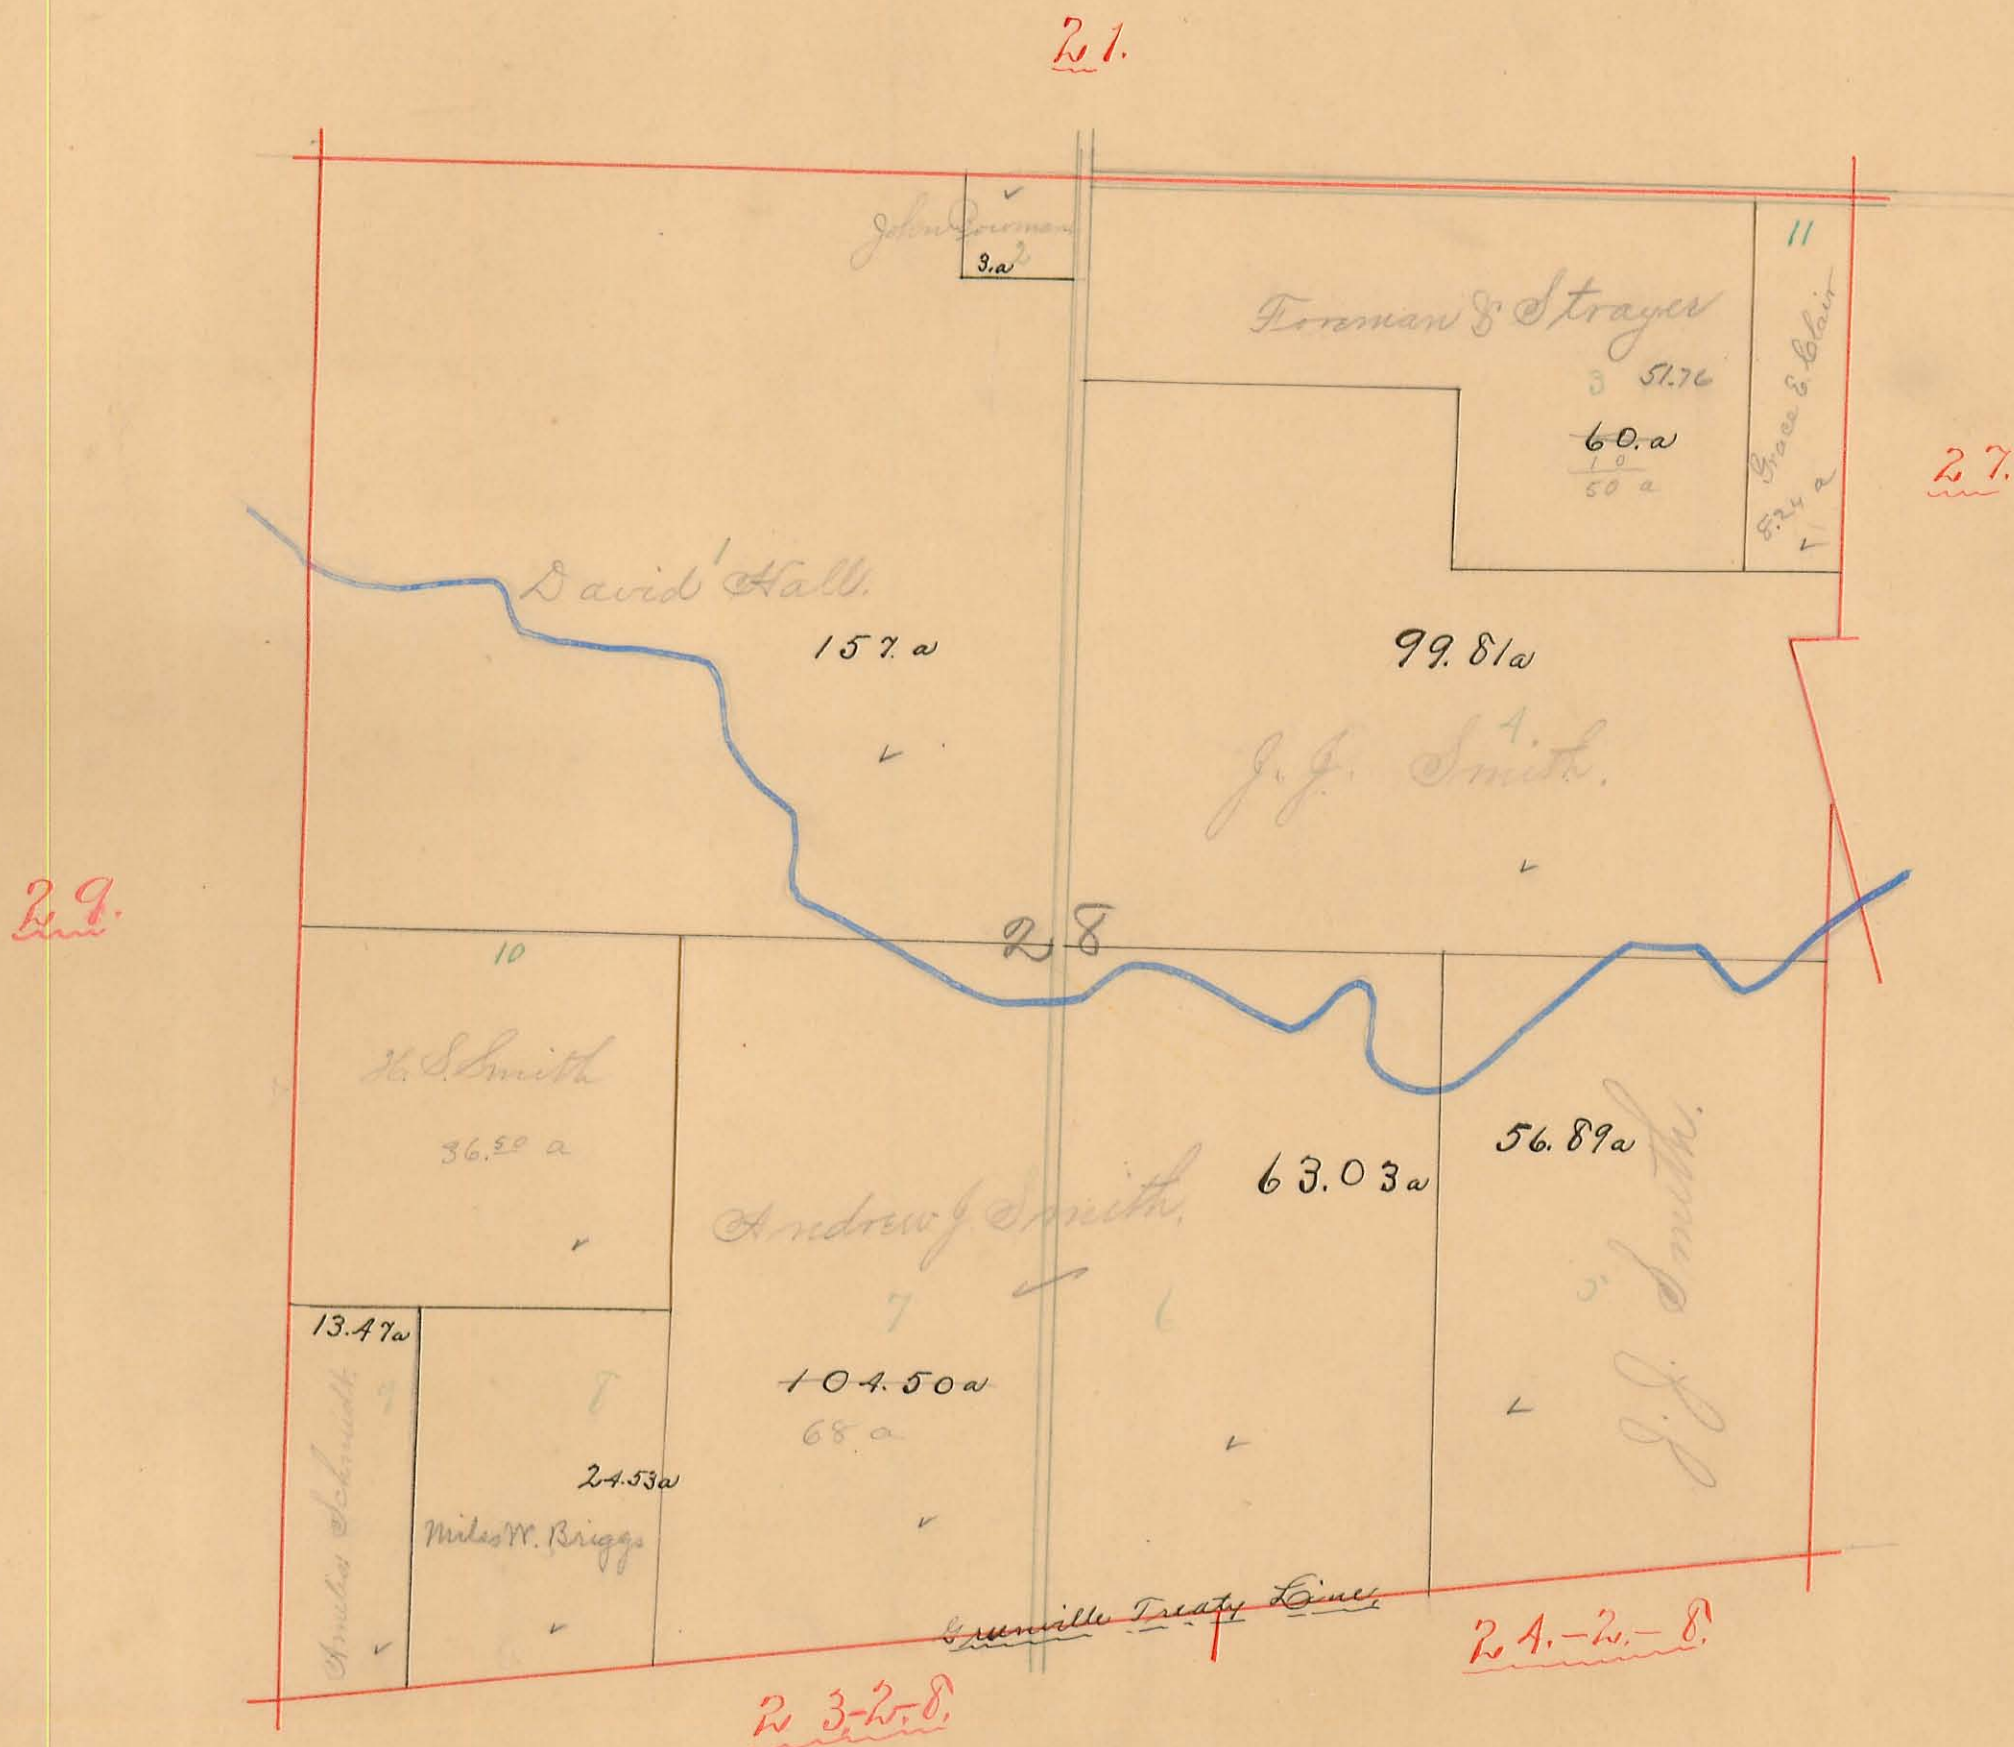 21.
John Bowman
2
3.a
11
Foreman & Strayer
3 51.76
60.a
10
50 a
Grace E. Clair
8.24 a
27.
1
David Hall.
157.a
99.81a
4.
J. J. Smith.
29.
28
10
H. S. Smith
36.50 a
56.89a
63.03a
Andrew J. Smith.
J. J. Smith.
5
7
6
13.47a
104.50a
68 a
8
24.53a
Amelia Schmidt.
Miles W. Briggs
Greenville Treaty Line,
24.-2.-8.
23-2-8.